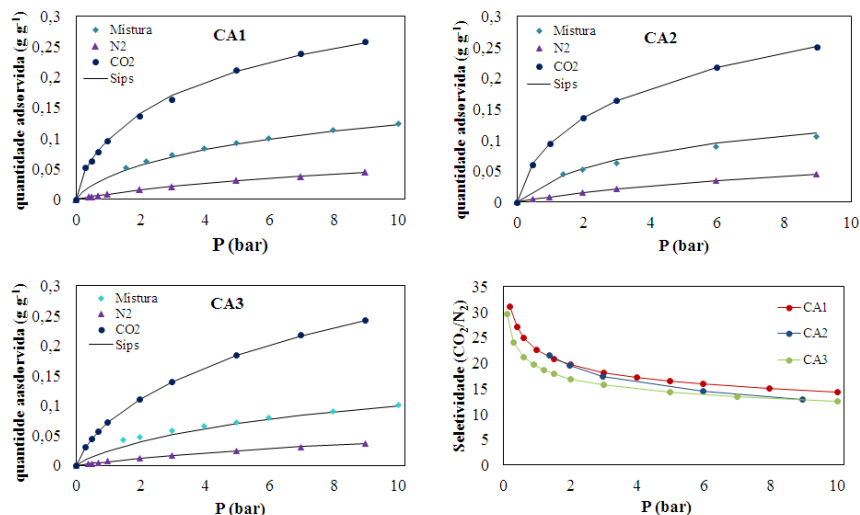 CA1
Mistura
N2
CO2
Sips
quantidade adsorvida (g g⁻¹)
0,3
0,25
0,2
0,15
0,1
0,05
0
0 2 4 6 8 10
P (bar)
CA2
Mistura
N2
CO2
Sips
quantidade adsorvida (g g⁻¹)
0,3
0,25
0,2
0,15
0,1
0,05
0
0 2 4 6 8 10
P (bar)
CA3
Mistura
N2
CO2
Sips
quantidde aasdorvida (g g⁻¹)
0,3
0,25
0,2
0,15
0,1
0,05
0
0 2 4 6 8 10
P (bar)
Seletividade (CO₂/N₂)
35
30
25
20
15
10
5
0
0 2 4 6 8 10
P (bar)
CA1
CA2
CA3